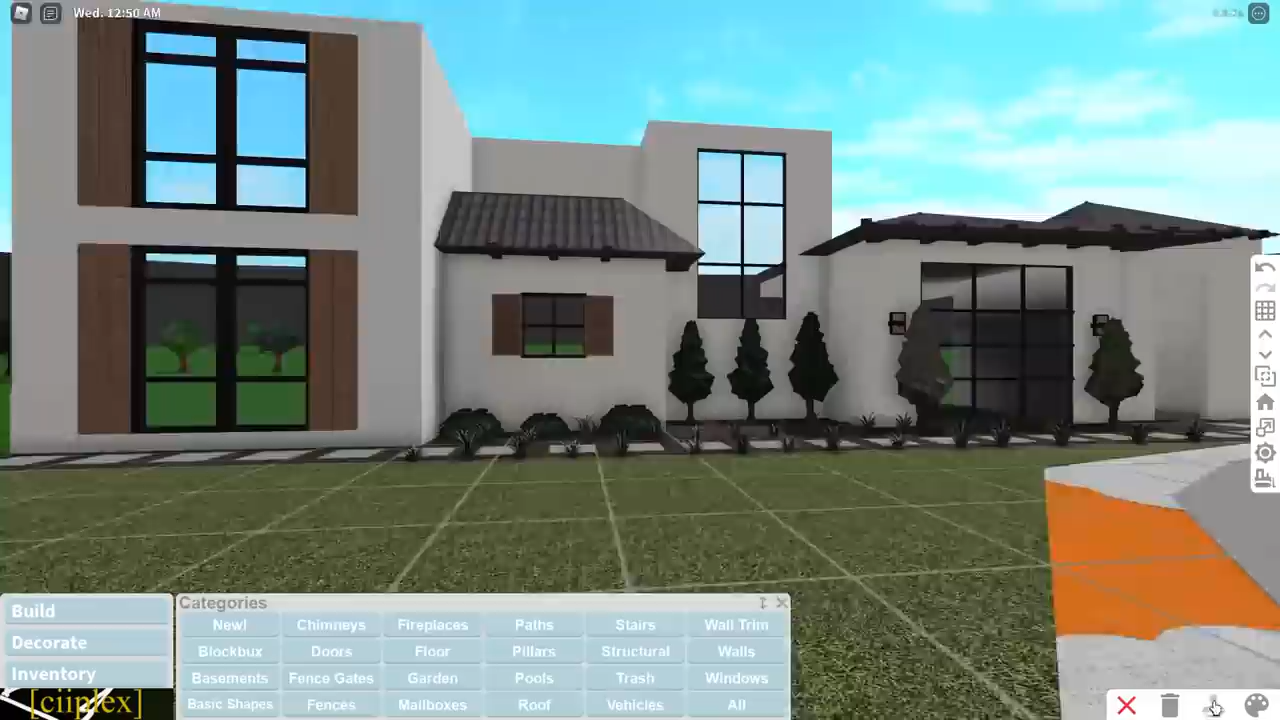 Wed. 12:50 AM
Build
Decorate
Inventory
[ciiplex]
Categories
New! Chimneys Fireplaces Paths Stairs Wall Trim
Blockbux Doors Floor Pillars Structural Walls
Basements Fence Gates Garden Pools Trash Windows
Basic Shapes Fences Mailboxes Roof Vehicles All